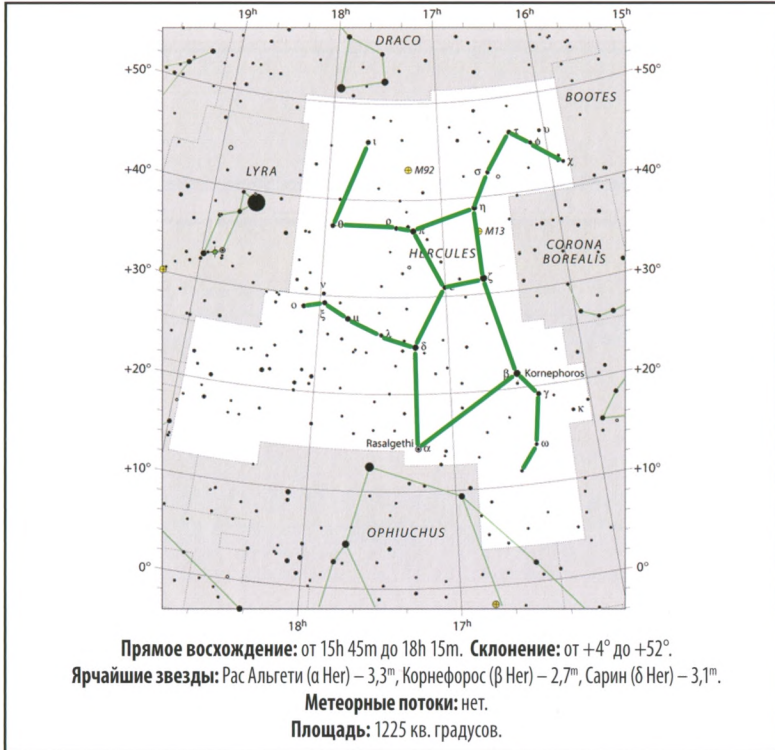 19h 18h 17h 16h 15h
DRACO
+50° +50°
BOOTES
τ υ
φ
ι χ
+40° M92 σ +40°
LYRA
η
θ ρ π M13
HERCULES CORONA
BOREALIS
+30° ζ +30°
ν ε
ο ξ μ
λ δ
+20° β Kornephoros +20°
γ κ
Rasalgethi α ω
+10° +10°
OPHIUCHUS
0° 0°
18h 17h
Прямое восхождение: от 15h 45m до 18h 15m. Склонение: от +4° до +52°.
Ярчайшие звезды: Рас Альгети (α Her) – 3,3m, Корнефорос (β Her) – 2,7m, Сарин (δ Her) – 3,1m.
Метеорные потоки: нет.
Площадь: 1225 кв. градусов.